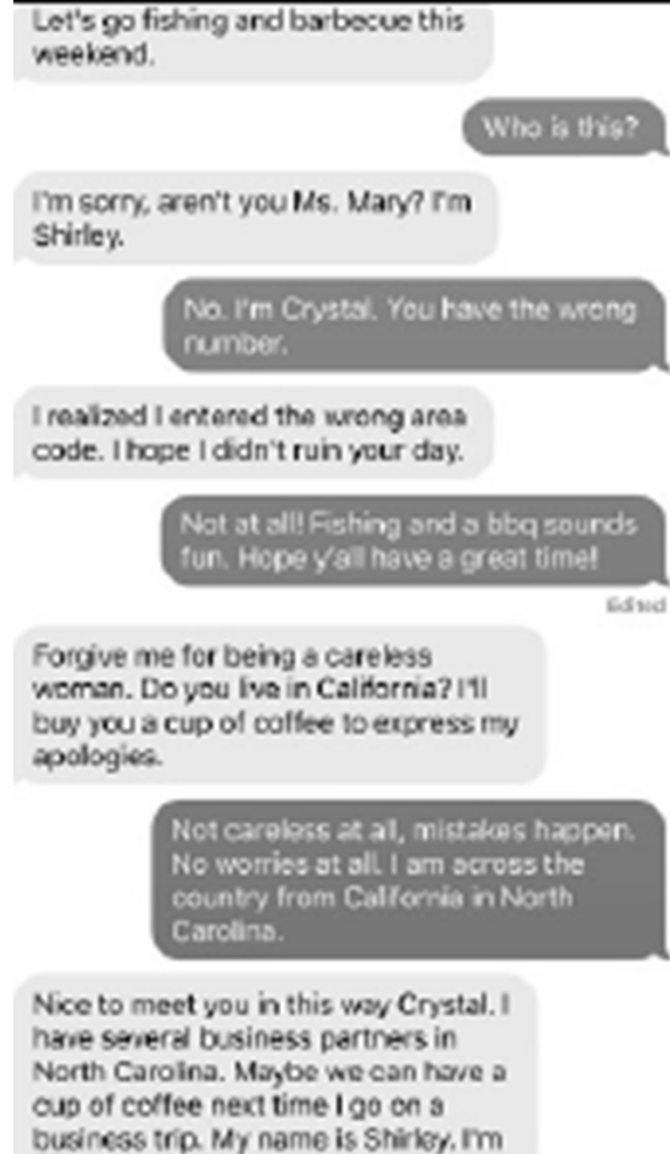 Let's go fishing and barbecue this
weekend.
Who is this?
I'm sorry, aren't you Ms. Mary? I'm
Shirley.
No. I'm Crystal. You have the wrong
number.
I realized I entered the wrong area
code. I hope I didn't ruin your day.
Not at all! Fishing and a bbq sounds
fun. Hope y'all have a great time!
Edited
Forgive me for being a careless
woman. Do you live in California? I'll
buy you a cup of coffee to express my
apologies.
Not careless at all, mistakes happen.
No worries at all. I am across the
country from California in North
Carolina.
Nice to meet you in this way Crystal. I
have several business partners in
North Carolina. Maybe we can have a
cup of coffee next time I go on a
business trip. My name is Shirley. I'm